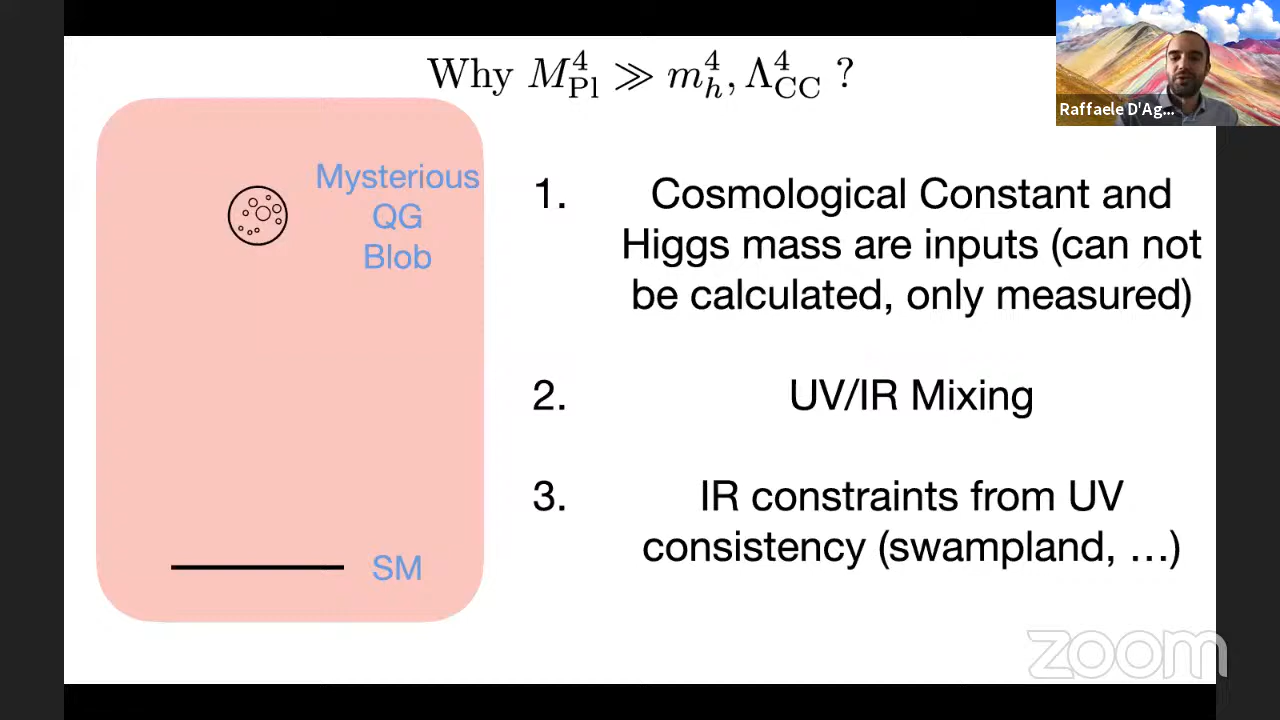 Why $M_{\mathrm{Pl}}^4 \gg m_h^4, \Lambda_{\mathrm{CC}}^4$ ?
Raffaele D'Ag...
Mysterious
QG
Blob
SM
1. Cosmological Constant and
Higgs mass are inputs (can not
be calculated, only measured)
2. UV/IR Mixing
3. IR constraints from UV
consistency (swampland, …)
zoom